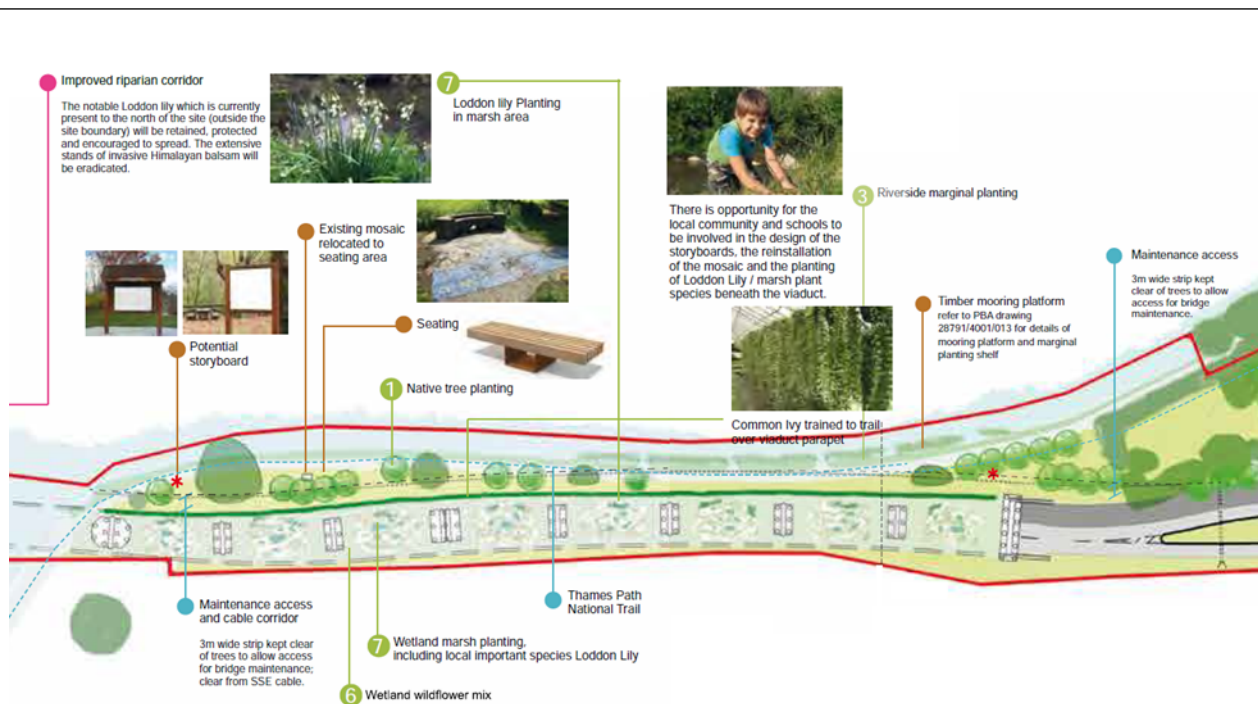 Improved riparian corridor
The notable Loddon lily which is currently
present to the north of the site (outside the
site boundary) will be retained, protected
and encouraged to spread. The extensive
stands of invasive Himalayan balsam will
be eradicated.
7
Loddon lily Planting
in marsh area
Existing mosaic
relocated to
seating area
Potential
storyboard
Seating
1 Native tree planting
There is opportunity for the
local community and schools to
be involved in the design of the
storyboards, the reinstallation
of the mosaic and the planting
of Loddon Lily / marsh plant
species beneath the viaduct.
3 Riverside marginal planting
Common Ivy trained to trail
over viaduct parapet
Timber mooring platform
refer to PBA drawing
28791/4001/013 for details of
mooring platform and marginal
planting shelf
Maintenance access
3m wide strip kept
clear of trees to allow
access for bridge
maintenance.
Maintenance access
and cable corridor
3m wide strip kept clear
of trees to allow access
for bridge maintenance;
clear from SSE cable.
Thames Path
National Trail
7 Wetland marsh planting,
including local important species Loddon Lily
6 Wetland wildflower mix